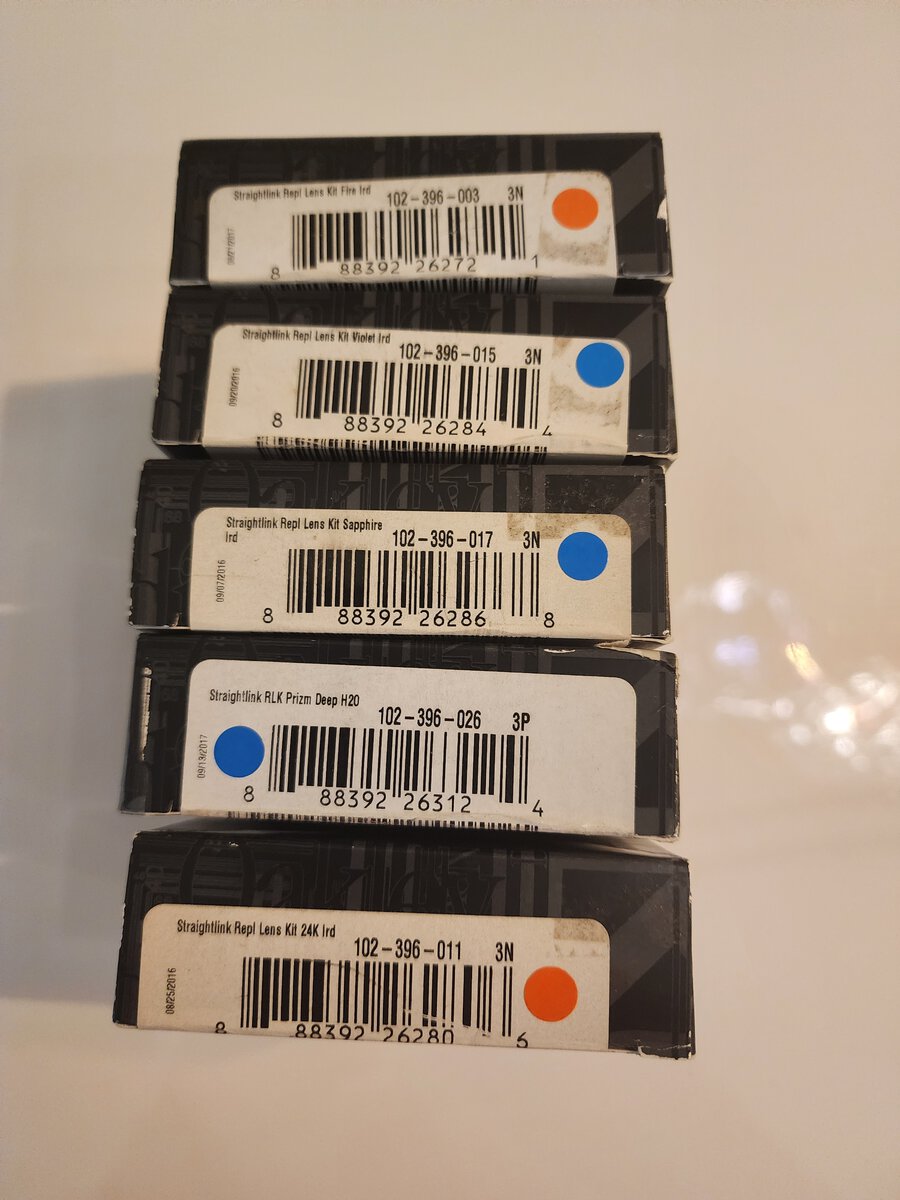 Straightlink Repl Lens Kit Fire Ird
102-396-003 3N
8 88392 26272 1
Straightlink Repl Lens Kit Violet Ird
102-396-015 3N
09/20/2016
8 88392 26284 4
Straightlink Repl Lens Kit Sapphire
Ird
102-396-017 3N
09/07/2016
8 88392 26286 8
Straightlink RLK Prizm Deep H20
102-396-026 3P
09/13/2017
8 88392 26312 4
Straightlink Repl Lens Kit 24K Ird
102-396-011 3N
08/25/2016
8 88392 26280 6